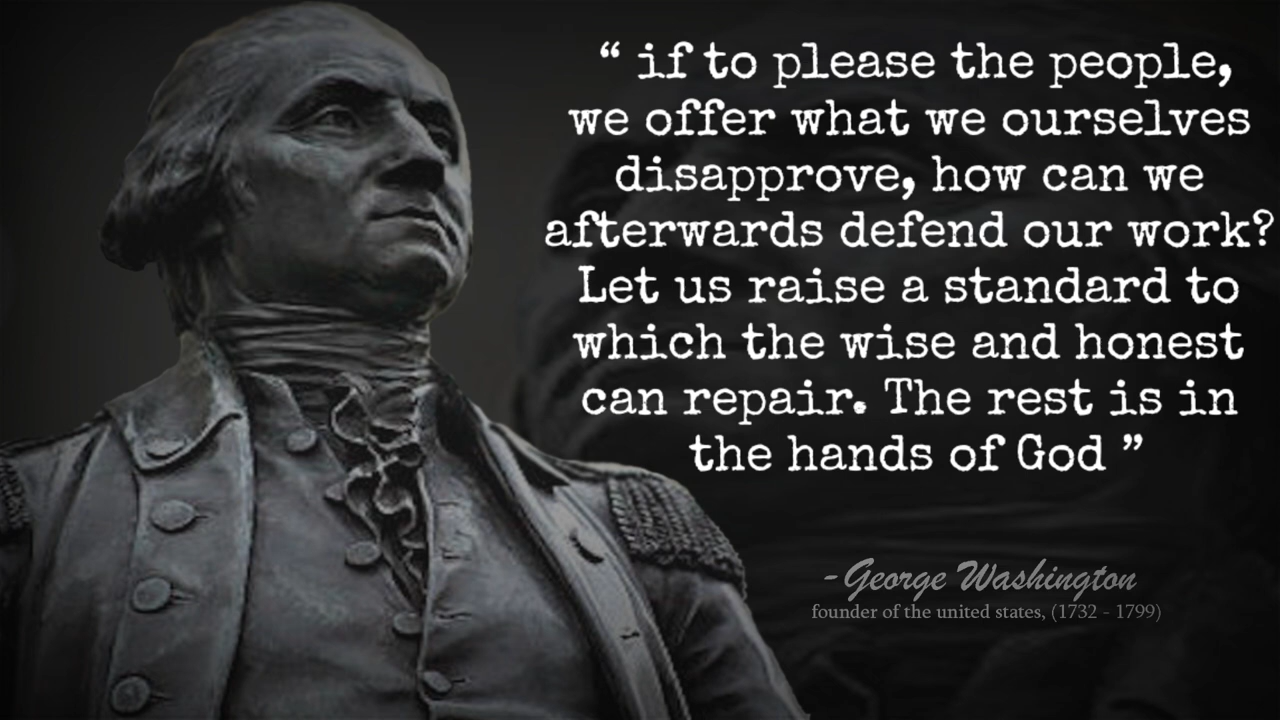 “ if to please the people,
we offer what we ourselves
disapprove, how can we
afterwards defend our work?
Let us raise a standard to
which the wise and honest
can repair. The rest is in
the hands of God ”
-George Washington
founder of the united states, (1732 - 1799)